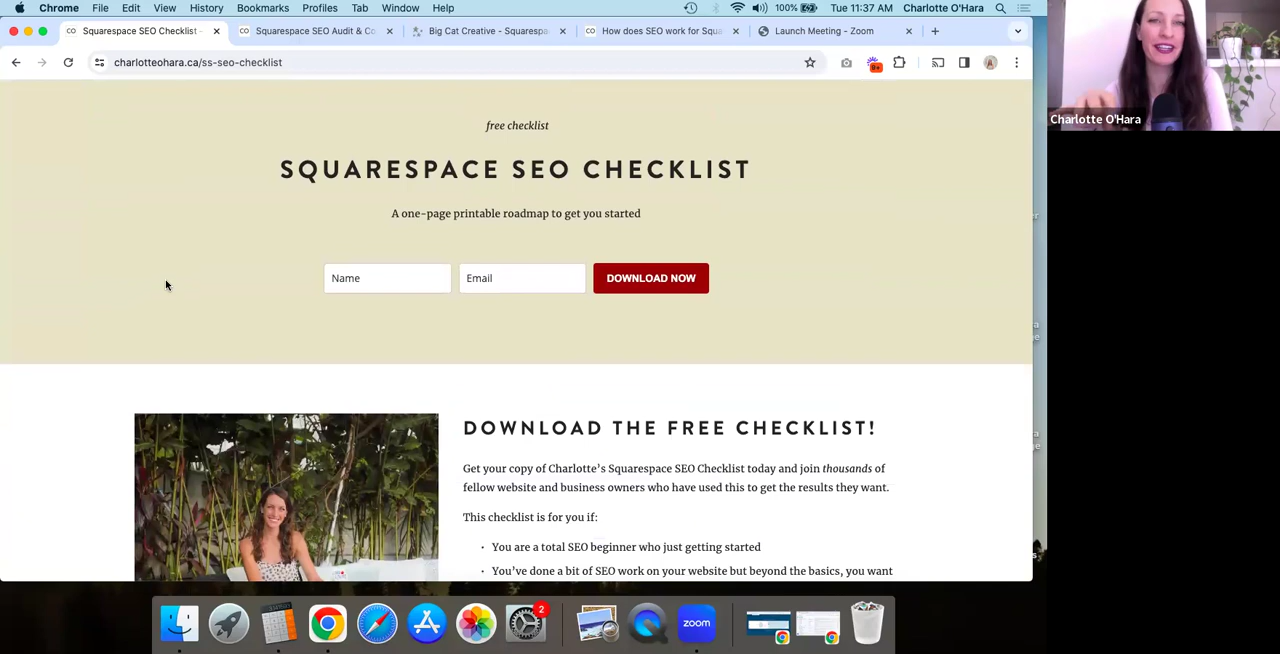 Chrome File Edit View History Bookmarks Profiles Tab Window Help 100% Tue 11:37 AM Charlotte O'Hara
Squarespace SEO Checklist - Squarespace SEO Audit & Co Big Cat Creative - Squarespa How does SEO work for Squa Launch Meeting - Zoom
charlotteohara.ca/ss-seo-checklist
Charlotte O'Hara
free checklist
SQUARESPACE SEO CHECKLIST
A one-page printable roadmap to get you started
Name Email DOWNLOAD NOW
DOWNLOAD THE FREE CHECKLIST!
Get your copy of Charlotte's Squarespace SEO Checklist today and join thousands of
fellow website and business owners who have used this to get the results they want.
This checklist is for you if:
• You are a total SEO beginner who just getting started
• You've done a bit of SEO work on your website but beyond the basics, you want
2
zoom